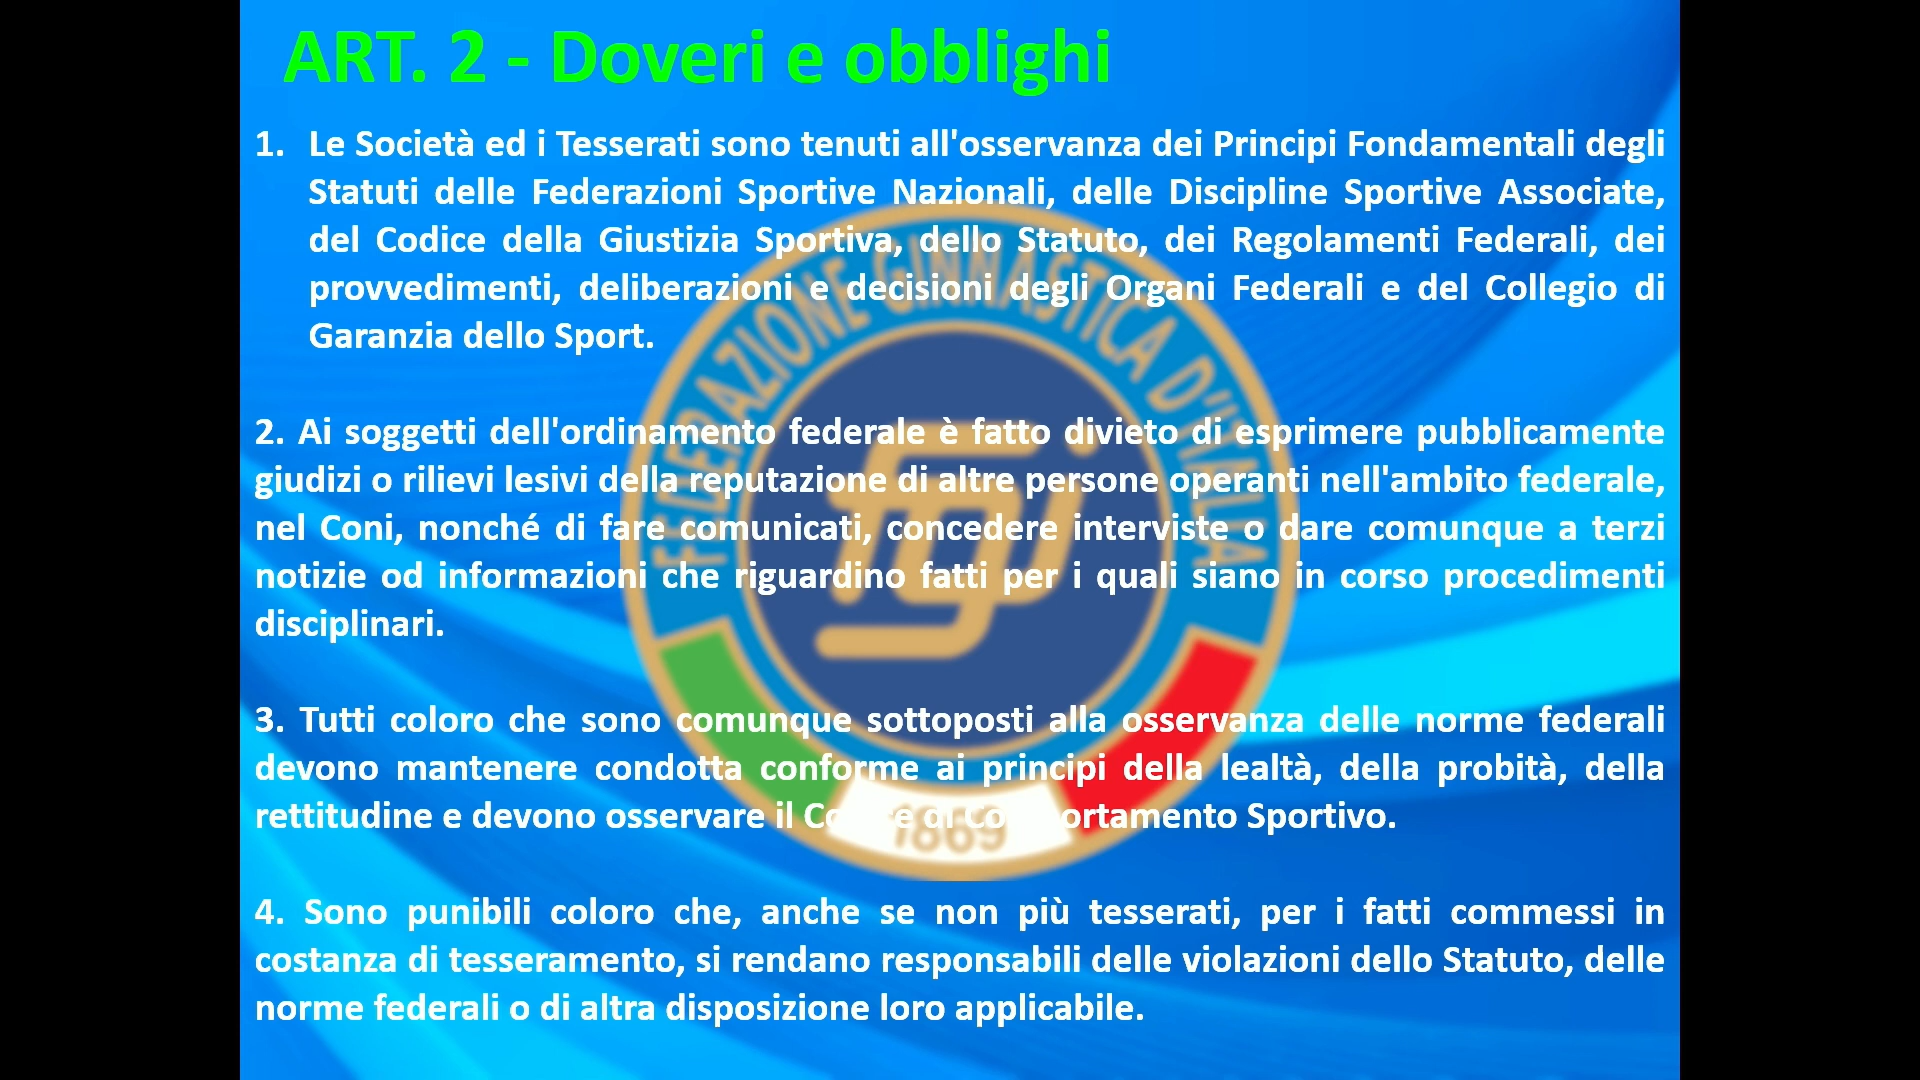 ART. 2 - Doveri e obblighi
1. Le Società ed i Tesserati sono tenuti all'osservanza dei Principi Fondamentali degli
Statuti delle Federazioni Sportive Nazionali, delle Discipline Sportive Associate,
del Codice della Giustizia Sportiva, dello Statuto, dei Regolamenti Federali, dei
provvedimenti, deliberazioni e decisioni degli Organi Federali e del Collegio di
Garanzia dello Sport.
2. Ai soggetti dell'ordinamento federale è fatto divieto di esprimere pubblicamente
giudizi o rilievi lesivi della reputazione di altre persone operanti nell'ambito federale,
nel Coni, nonché di fare comunicati, concedere interviste o dare comunque a terzi
notizie od informazioni che riguardino fatti per i quali siano in corso procedimenti
disciplinari.
3. Tutti coloro che sono comunque sottoposti alla osservanza delle norme federali
devono mantenere condotta conforme ai principi della lealtà, della probità, della
rettitudine e devono osservare il Codice di Comportamento Sportivo.
4. Sono punibili coloro che, anche se non più tesserati, per i fatti commessi in
costanza di tesseramento, si rendano responsabili delle violazioni dello Statuto, delle
norme federali o di altra disposizione loro applicabile.
FEDERAZIONE GINNASTICA D'ITALIA
1869